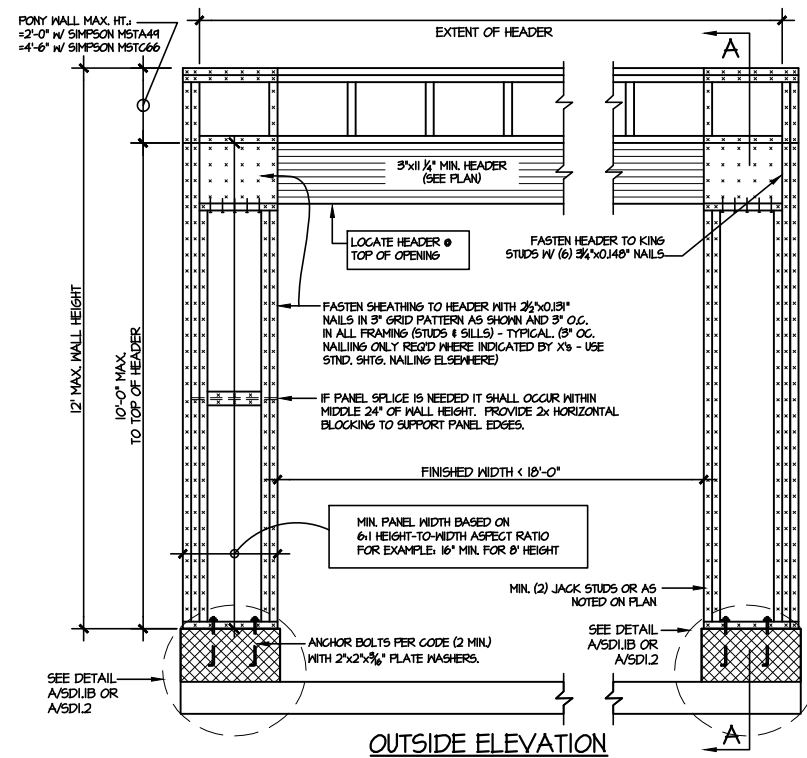 PONY WALL MAX. HT.:
=2'-0" W/ SIMPSON MSTA49
=4'-6" W/ SIMPSON MSTC66
EXTENT OF HEADER
A
3"x11 1/4" MIN. HEADER
(SEE PLAN)
LOCATE HEADER @
TOP OF OPENING
FASTEN HEADER TO KING
STUDS W/ (6) 3 1/4"x0.148" NAILS
12' MAX. WALL HEIGHT
10'-0" MAX.
TO TOP OF HEADER
FASTEN SHEATHING TO HEADER WITH 2 1/2"x0.131"
NAILS IN 3" GRID PATTERN AS SHOWN AND 3" O.C.
IN ALL FRAMING (STUDS & SILLS) - TYPICAL. (3" OC.
NAILIING ONLY REQ'D WHERE INDICATED BY X's - USE
STND. SHTG. NAILING ELSEWHERE)
IF PANEL SPLICE IS NEEDED IT SHALL OCCUR WITHIN
MIDDLE 24" OF WALL HEIGHT. PROVIDE 2x HORIZONTAL
BLOCKING TO SUPPORT PANEL EDGES.
FINISHED WIDTH < 18'-0"
MIN. PANEL WIDTH BASED ON
6:1 HEIGHT-TO-WIDTH ASPECT RATIO
FOR EXAMPLE: 16" MIN. FOR 8' HEIGHT
MIN. (2) JACK STUDS OR AS
NOTED ON PLAN
ANCHOR BOLTS PER CODE (2 MIN.)
WITH 2"x2"x3/16" PLATE WASHERS.
SEE DETAIL
A/SD1.1B OR
A/SD1.2
SEE DETAIL
A/SD1.1B OR
A/SD1.2
A
OUTSIDE ELEVATION